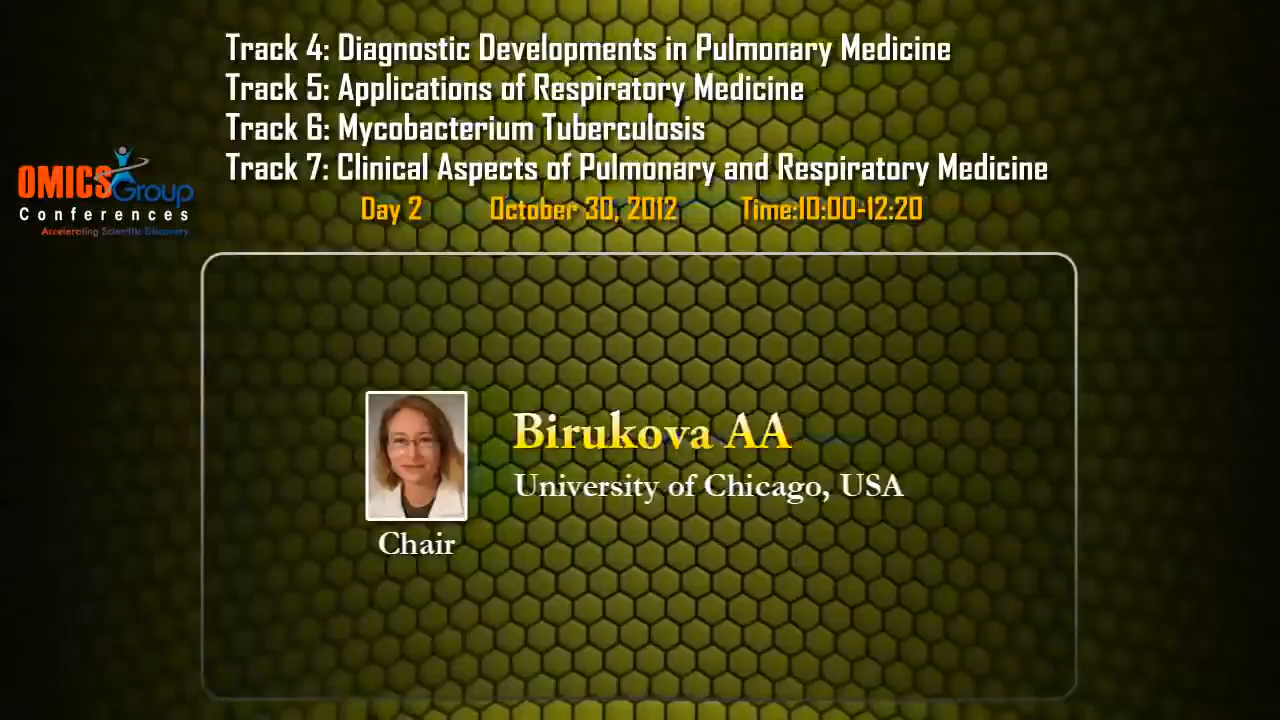 Track 4: Diagnostic Developments in Pulmonary Medicine
Track 5: Applications of Respiratory Medicine
Track 6: Mycobacterium Tuberculosis
Track 7: Clinical Aspects of Pulmonary and Respiratory Medicine
Day 2 October 30, 2012 Time:10:00-12:20
OMICS Group
Conferences
Accelerating Scientific Discovery
Birukova AA
University of Chicago, USA
Chair